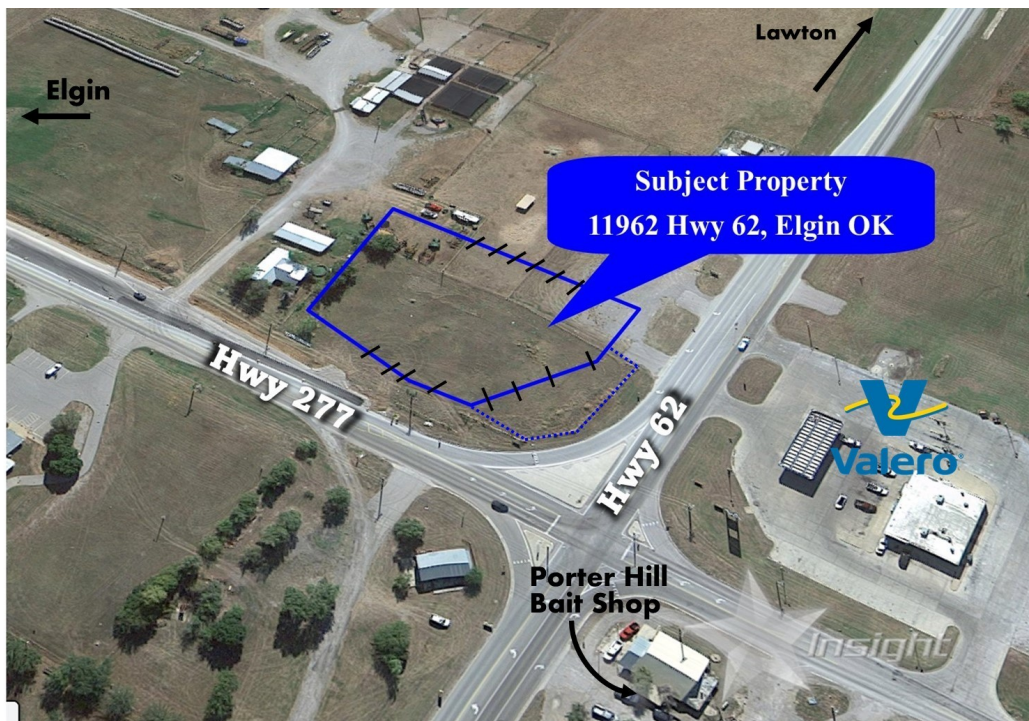 Lawton
Elgin
Subject Property
11962 Hwy 62, Elgin OK
Hwy 277
Hwy 62
Valero
Porter Hill
Bait Shop
Insight